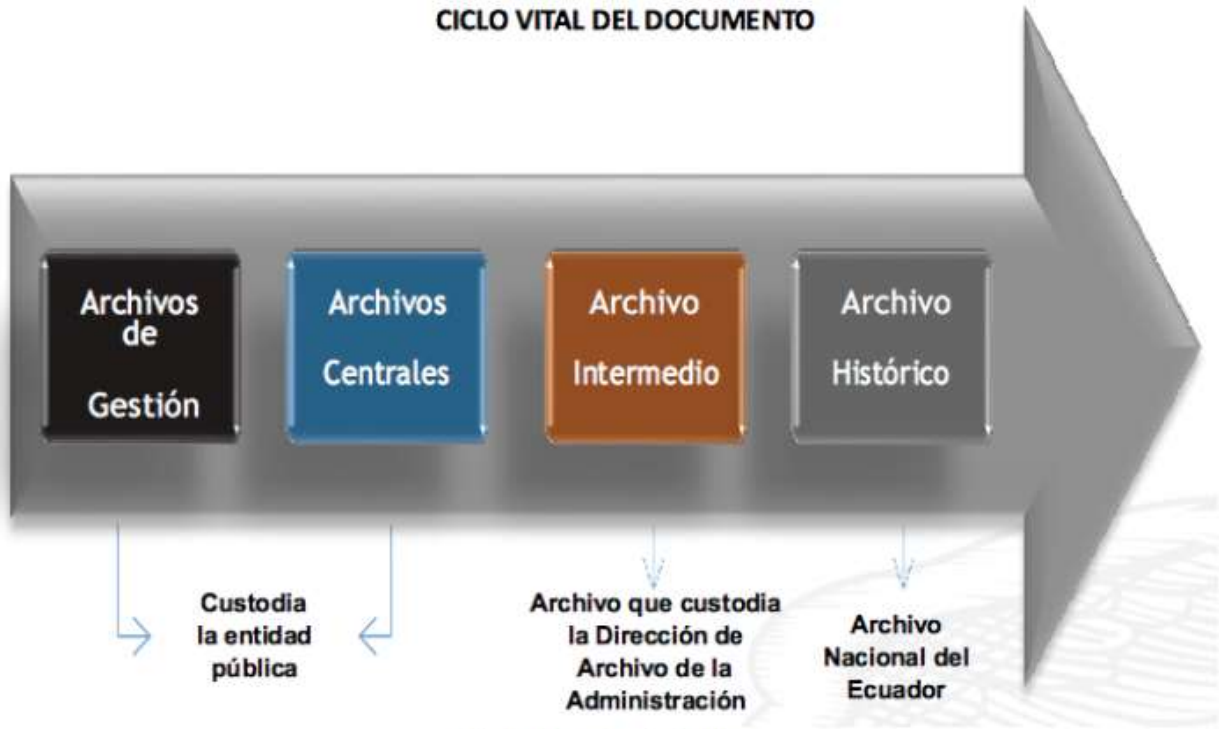 CICLO VITAL DEL DOCUMENTO
Archivos
de
Gestión
Archivos
Centrales
Archivo
Intermedio
Archivo
Histórico
Custodia
la entidad
pública
Archivo que custodia
la Dirección de
Archivo de la
Administración
Archivo
Nacional del
Ecuador